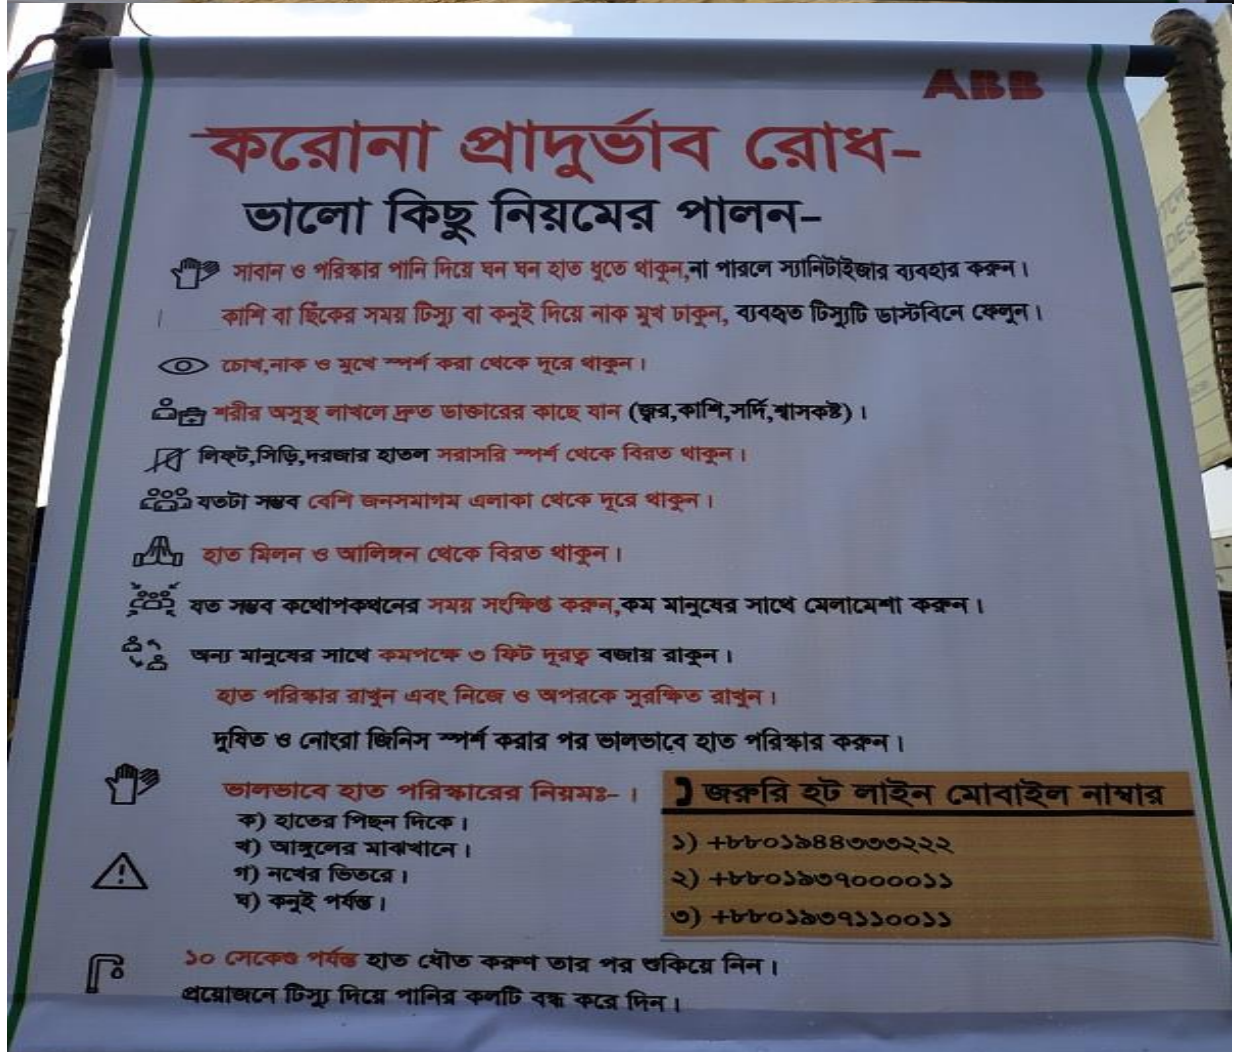 ABB
করোনা প্রাদুর্ভাব রোধ-
ভালো কিছু নিয়মের পালন-
সাবান ও পরিস্কার পানি দিয়ে ঘন ঘন হাত ধুতে থাকুন,না পারলে স্যানিটাইজার ব্যবহার করুন।
কাশি বা ছিঁকের সময় টিস্যু বা কনুই দিয়ে নাক মুখ ঢাকুন, ব্যবহৃত টিস্যুটি ডাস্টবিনে ফেলুন।
চোখ,নাক ও মুখে স্পর্শ করা থেকে দূরে থাকুন।
শরীর অসুস্থ লাখলে দ্রুত ডাক্তারের কাছে যান (জ্বর,কাশি,সর্দি,শ্বাসকষ্ট)।
লিফ্ট,সিড়ি,দরজার হাতল সরাসরি স্পর্শ থেকে বিরত থাকুন।
যতটা সম্ভব বেশি জনসমাগম এলাকা থেকে দূরে থাকুন।
হাত মিলন ও আলিঙ্গন থেকে বিরত থাকুন।
যত সম্ভব কথোপকথনের সময় সংক্ষিপ্ত করুন,কম মানুষের সাথে মেলামেশা করুন।
অন্য মানুষের সাথে কমপক্ষে ৩ ফিট দূরত্ব বজায় রাকুন।
হাত পরিস্কার রাখুন এবং নিজে ও অপরকে সুরক্ষিত রাখুন।
দুষিত ও নোংরা জিনিস স্পর্শ করার পর ভালভাবে হাত পরিস্কার করুন।
ভালভাবে হাত পরিস্কারের নিয়মঃ- ।
ক) হাতের পিছন দিকে।
খ) আঙ্গুলের মাঝখানে।
গ) নখের ভিতরে।
ঘ) কনুই পর্যন্ত।
জরুরি হট লাইন মোবাইল নাম্বার
১) +৮৮০১৯৪৪৩৩৩২২২
২) +৮৮০১৯৩৭০০০০১১
৩) +৮৮০১৯৩৭১১০০১১
১০ সেকেণ্ড পর্যন্ত হাত ধৌত করুণ তার পর শুকিয়ে নিন।
প্রয়োজনে টিস্যু দিয়ে পানির কলটি বন্ধ করে দিন।